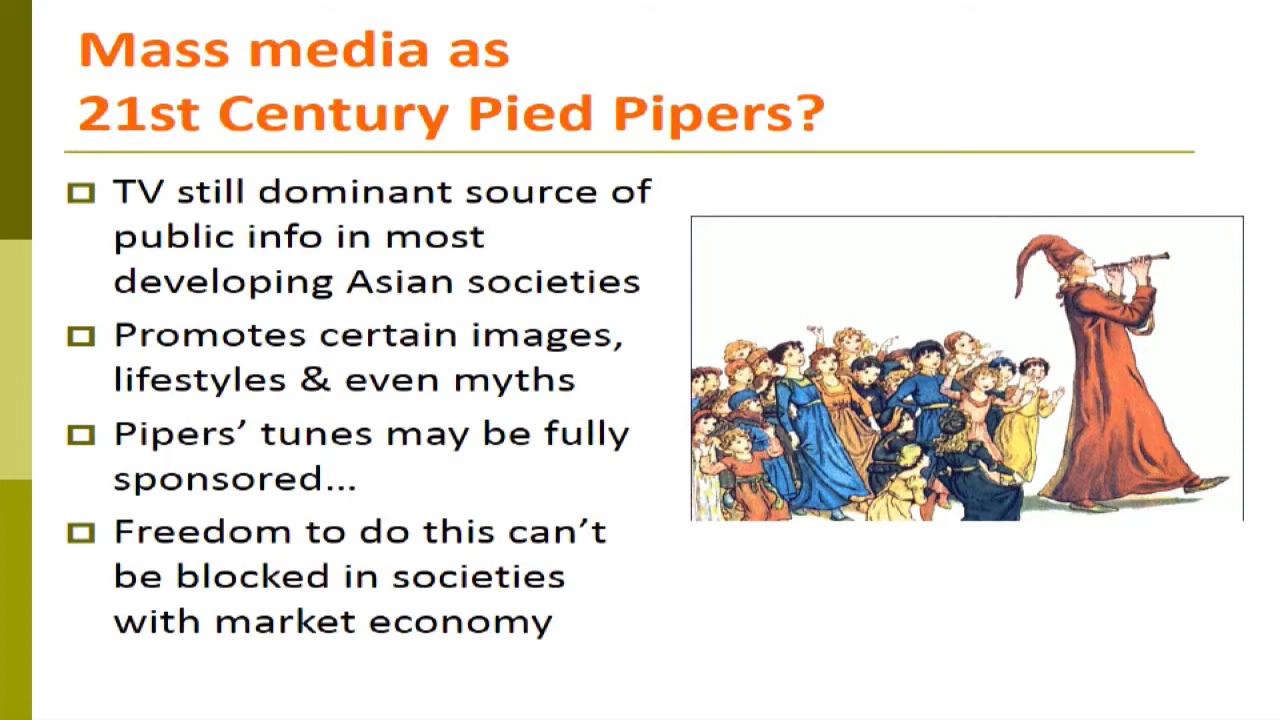 Mass media as
21st Century Pied Pipers?
TV still dominant source of
public info in most
developing Asian societies
Promotes certain images,
lifestyles & even myths
Pipers’ tunes may be fully
sponsored...
Freedom to do this can’t
be blocked in societies
with market economy